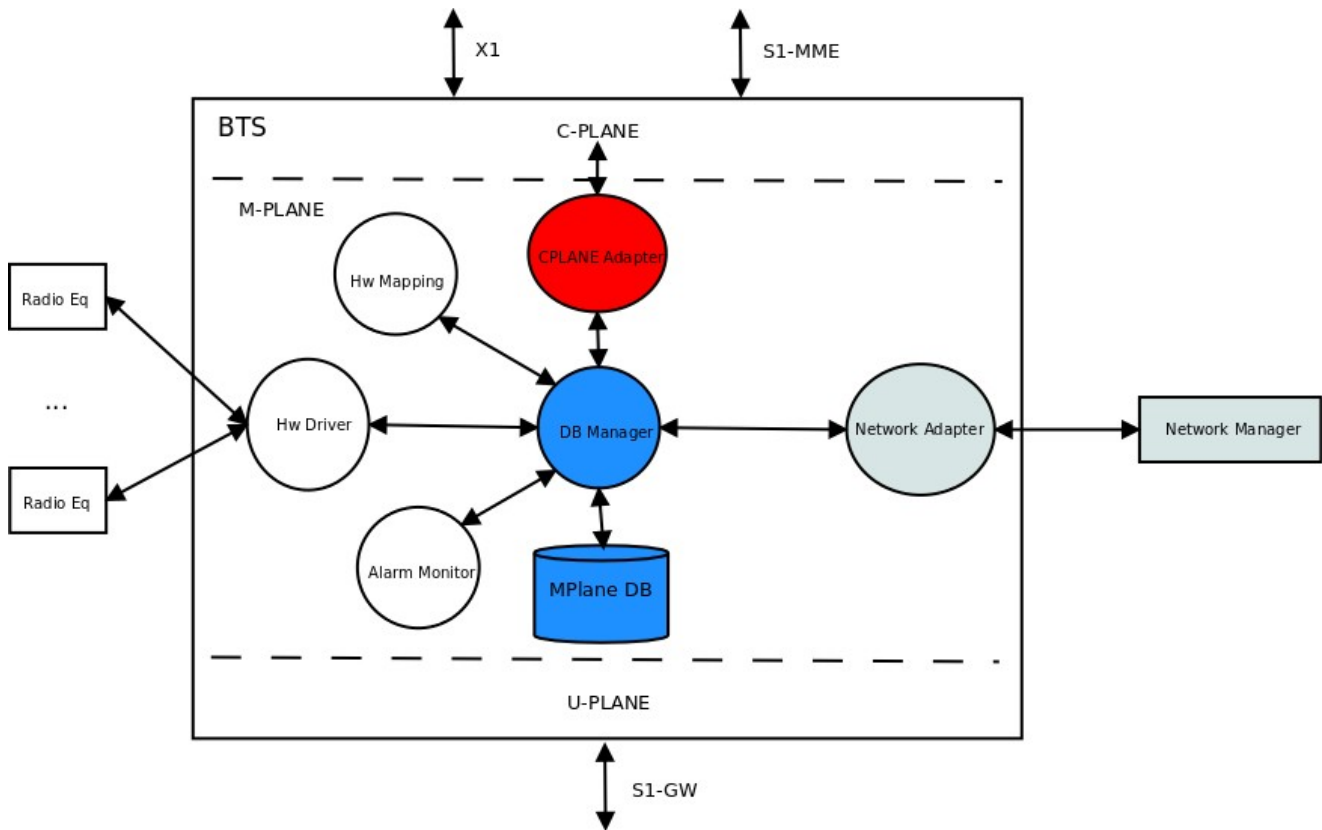 X1
S1-MME
BTS
C-PLANE
M-PLANE
CPLANE Adapter
Hw Mapping
Radio Eq
...
Hw Driver
DB Manager
Network Adapter
Network Manager
Radio Eq
Alarm Monitor
MPlane DB
U-PLANE
S1-GW